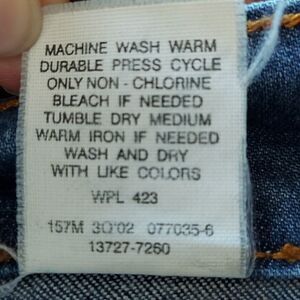 MACHINE WASH WARM
DURABLE PRESS CYCLE
ONLY NON - CHLORINE
BLEACH IF NEEDED
TUMBLE DRY MEDIUM
WARM IRON IF NEEDED
WASH AND DRY
WITH LIKE COLORS
WPL 423
157M 3Q'02 077035-6
13727-7260